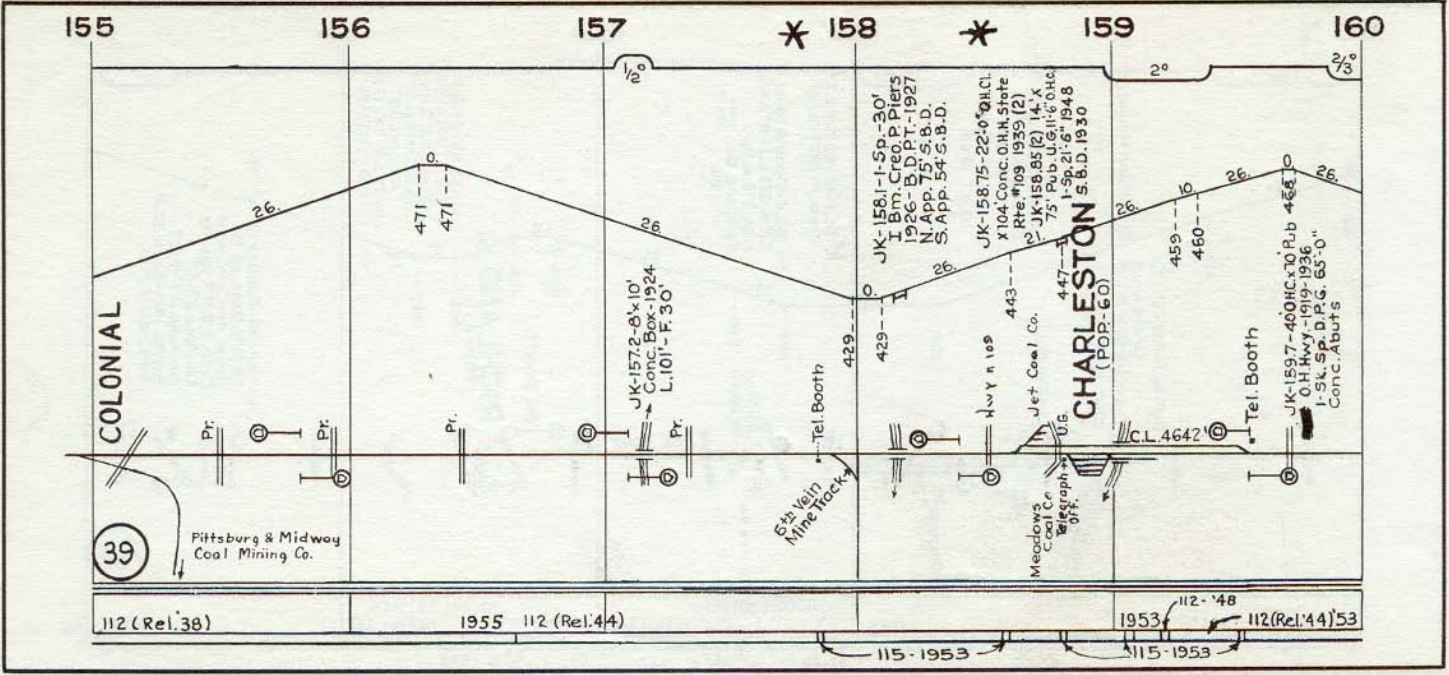 155 156 157 * 158 * 159 160
1/2° 2° 2/3°
26. 0. 26. 0. 26. 21. 26. 10. 26. 0. 26.
471 471 429 429 443 447 459 460 468
JK-157.2-8'x10'
Conc. Box-1924
L.101'-F.30'
JK-158.1-1-Sp.-30'
I Bm. Creo. P. Piers
1926-B.D.P.T.-1927
N. App. 75' S.B.D.
S. App. 54' S.B.D.
JK-158.75-22'-0" O.H.Cl.
x104' Conc. O.H. State
Rte. #109 1939 (2)
JK-158.85 (2) 14' X
75' Pub. U.G. 11'-6" O.H.C.
1-Sp. 21'-6" 1948
S.B.D. 1930
CHARLESTON
(POP.-60)
JK-159.7-400HC.x70' Pub
O.H. Hwy.-1919-1936
1-Sk. Sp. D.P.G. 65'-0"
Conc. Abuts
COLONIAL
Pr.
Pr.
Pr.
Pr.
Tel. Booth
6th Vein
Mine Track
Hwy n 109
Jet Coal Co.
U.G.
C.L. 4642'
Tel. Booth
Meadows
Coal Co
Telegraph
Off.
39
Pittsburg & Midway
Coal Mining Co.
112 (Rel.'38) 1955 112 (Rel.'44) 1953 112-'48 112 (Rel.'44)'53
115-1953 115-1953